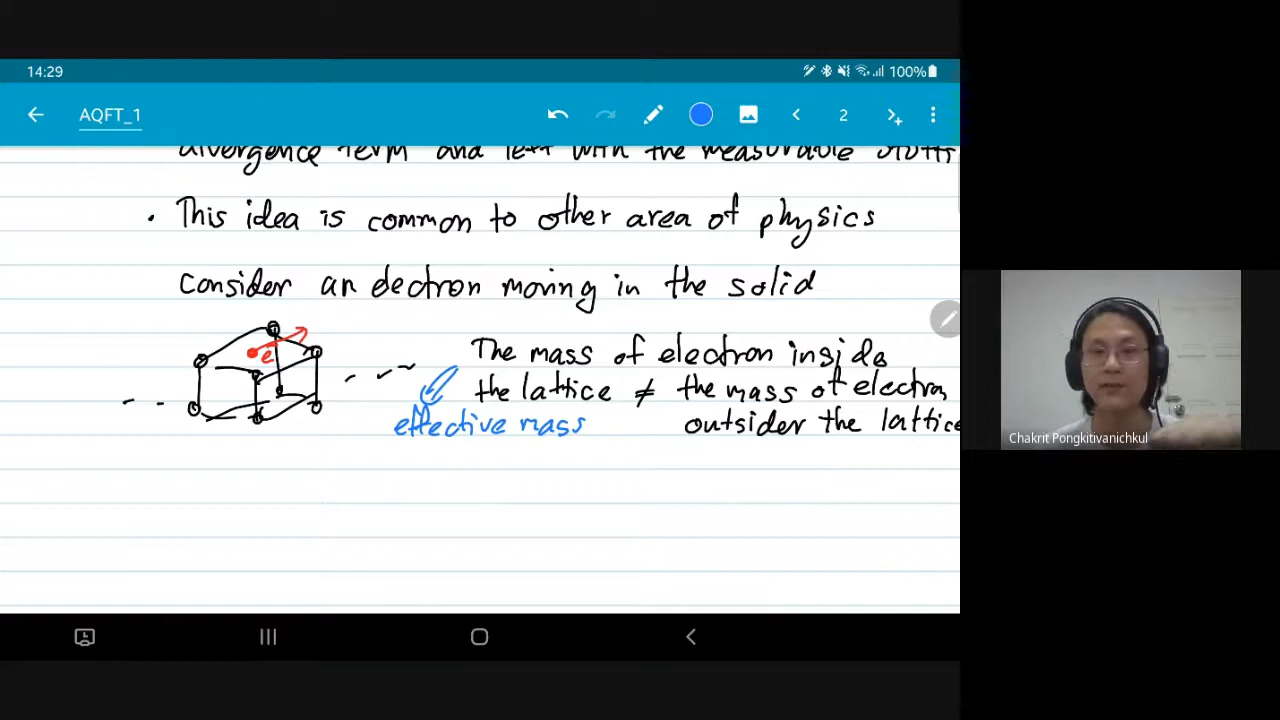 14:29
100%
AQFT_1
2
divergence term and left with the measurable
• This idea is common to other area of physics
consider an electron moving in the solid
e
The mass of electron inside
the lattice ≠ the mass of electron
effective mass
outsider the lattice
Chakrit Pongkitivanichkul